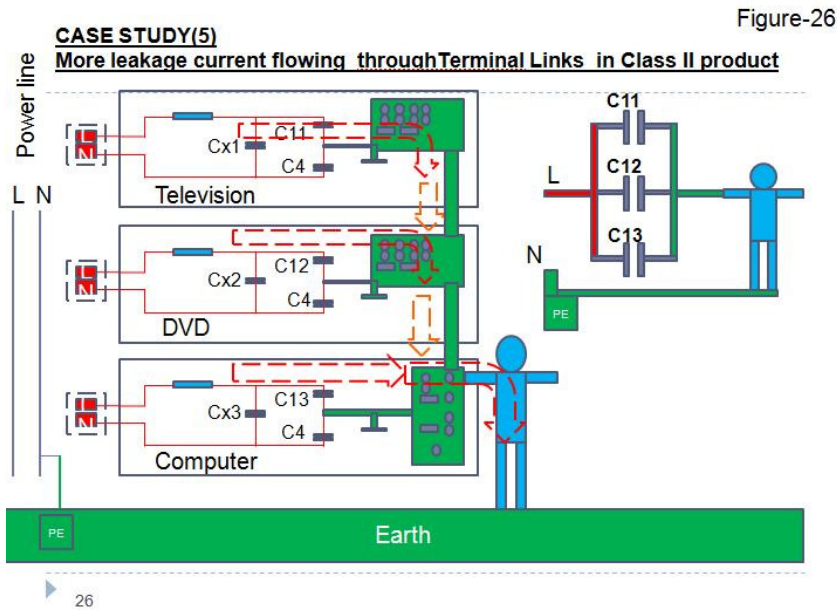 Figure-26
CASE STUDY(5)
More leakage current flowing throughTerminal Links in Class II product
Power line
L N
L
N
Cx1
C11
C4
Television
L
N
Cx2
C12
C4
DVD
L
N
Cx3
C13
C4
Computer
C11
C12
C13
L
N
PE
PE
Earth
26